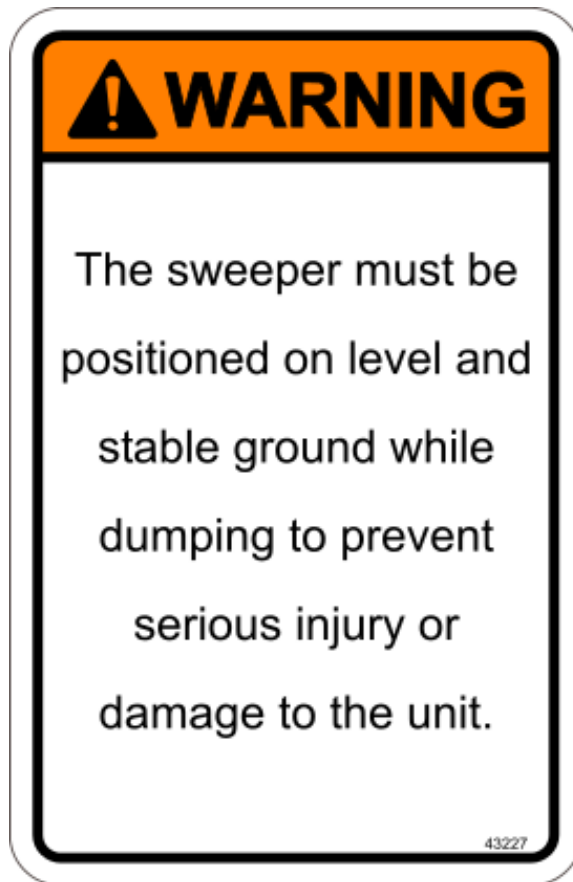 WARNING
The sweeper must be
positioned on level and
stable ground while
dumping to prevent
serious injury or
damage to the unit.
43227